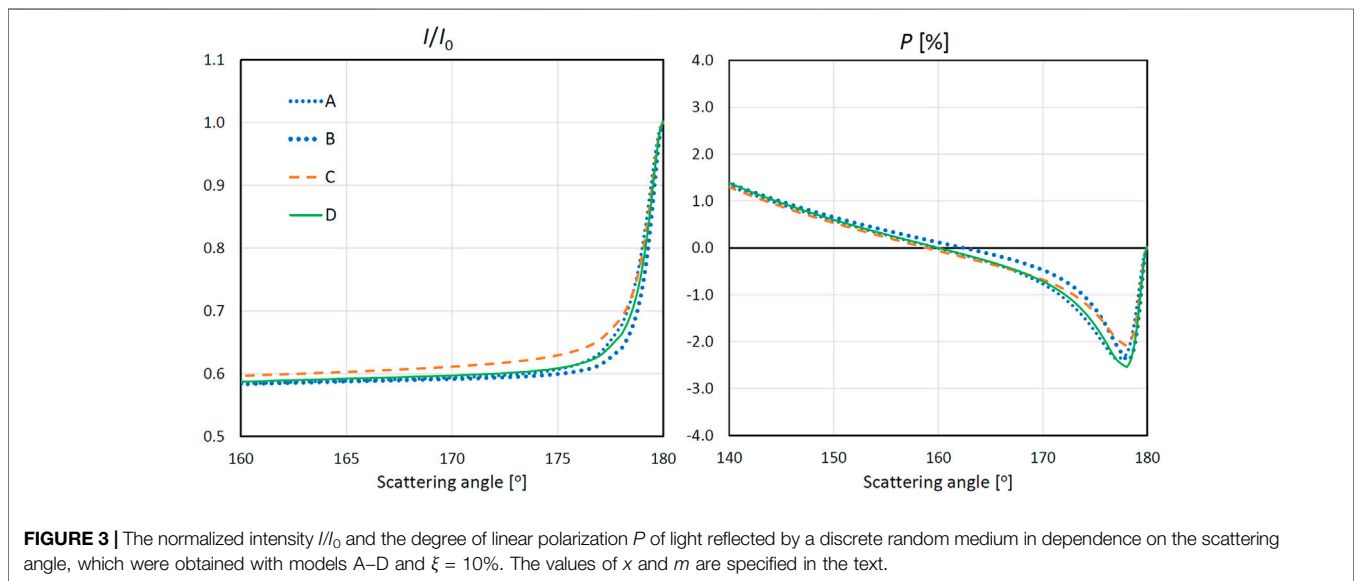 I/I₀
1.1
1.0
0.9
0.8
0.7
0.6
0.5
160
165
170
175
180
Scattering angle [°]
A
B
C
D
P [%]
4.0
3.0
2.0
1.0
0.0
-1.0
-2.0
-3.0
-4.0
140
150
160
170
180
Scattering angle [°]
FIGURE 3 | The normalized intensity I/I₀ and the degree of linear polarization P of light reflected by a discrete random medium in dependence on the scattering
angle, which were obtained with models A–D and ξ = 10%. The values of x and m are specified in the text.